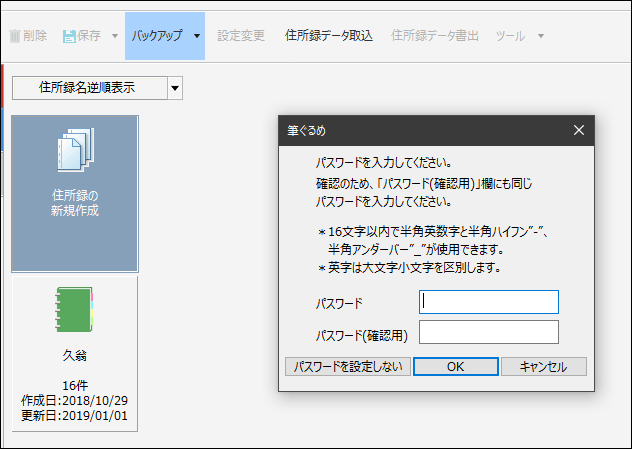 削除 保存 バックアップ 設定変更 住所録データ取込 住所録データ書出 ツール
住所録名逆順表示
住所録の
新規作成
久翁
16件
作成日:2018/10/29
更新日:2019/01/01
筆ぐるめ
パスワードを入力してください。
確認のため、「パスワード(確認用)」欄にも同じ
パスワードを入力してください。
＊16文字以内で半角英数字と半角ハイフン"-"、
半角アンダーバー"_"が使用できます。
＊英字は大文字小文字を区別します。
パスワード
パスワード(確認用)
パスワードを設定しない OK キャンセル